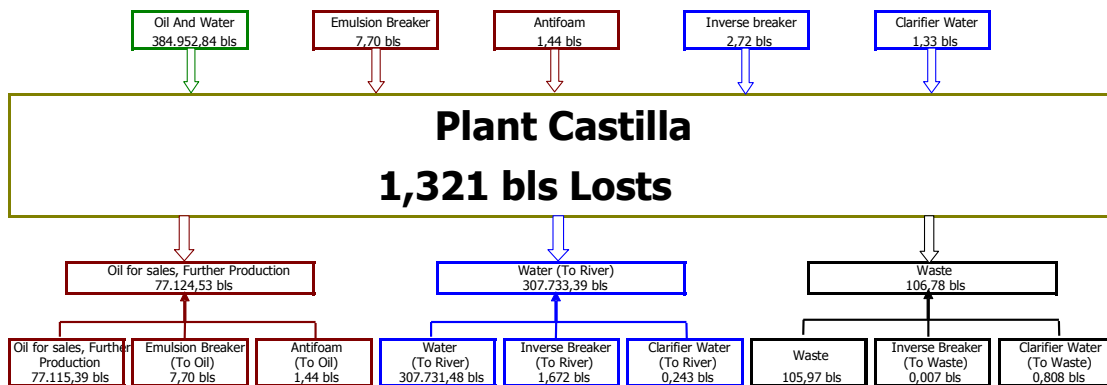 Oil And Water
384.952,84 bls
Emulsion Breaker
7,70 bls
Antifoam
1,44 bls
Inverse breaker
2,72 bls
Clarifier Water
1,33 bls
Plant Castilla
1,321 bls Losts
Oil for sales, Further Production
77.124,53 bls
Water (To River)
307.733,39 bls
Waste
106,78 bls
Oil for sales, Further
Production
77.115,39 bls
Emulsion Breaker
(To Oil)
7,70 bls
Antifoam
(To Oil)
1,44 bls
Water
(To River)
307.731,48 bls
Inverse Breaker
(To River)
1,672 bls
Clarifier Water
(To River)
0,243 bls
Waste
105,97 bls
Inverse Breaker
(To Waste)
0,007 bls
Clarifier Water
(To Waste)
0,808 bls